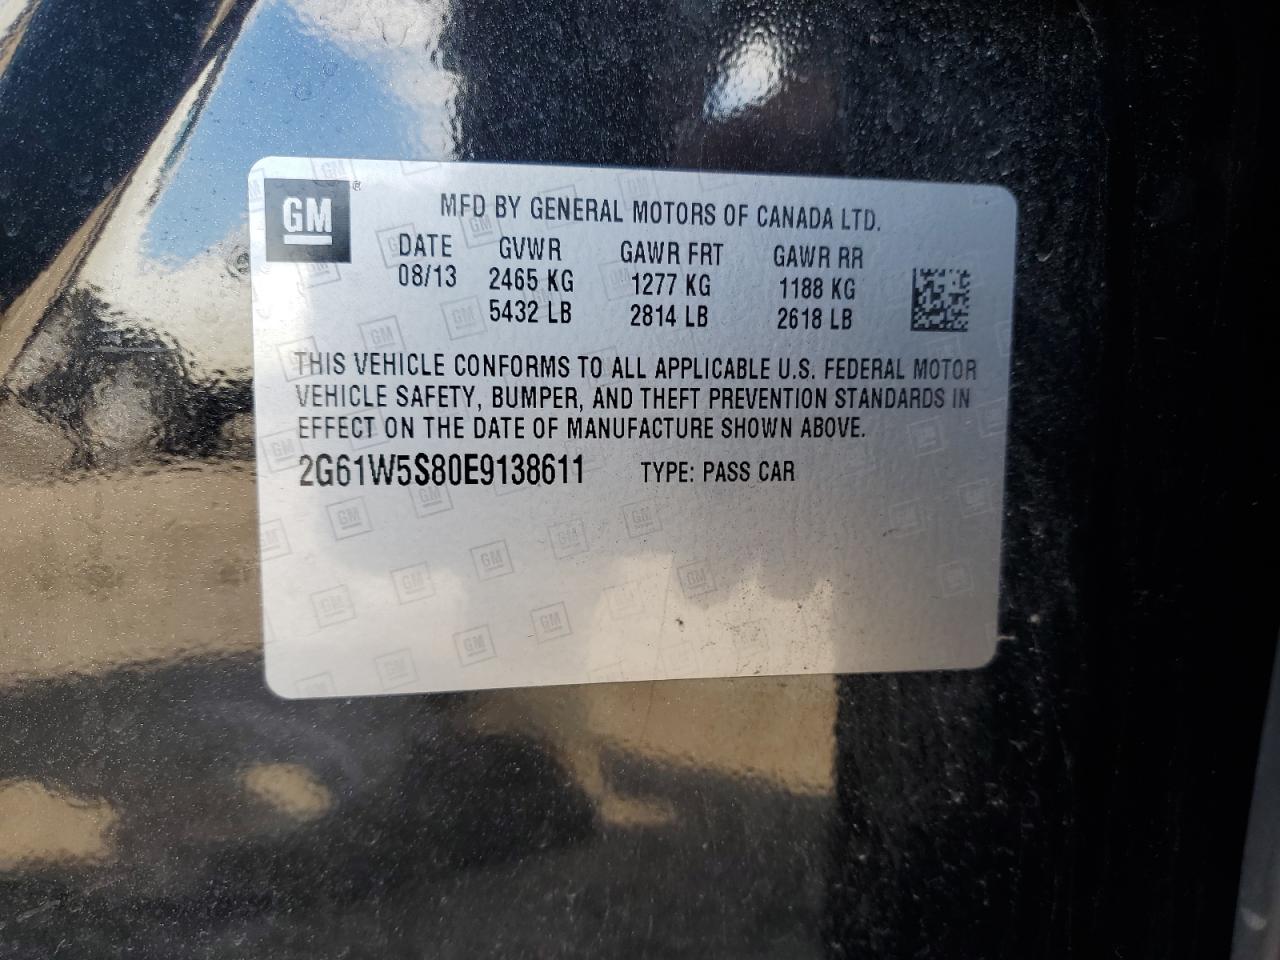 GM ®
MFD BY GENERAL MOTORS OF CANADA LTD.
DATE GVWR GAWR FRT GAWR RR
08/13 2465 KG 1277 KG 1188 KG
5432 LB 2814 LB 2618 LB
THIS VEHICLE CONFORMS TO ALL APPLICABLE U.S. FEDERAL MOTOR
VEHICLE SAFETY, BUMPER, AND THEFT PREVENTION STANDARDS IN
EFFECT ON THE DATE OF MANUFACTURE SHOWN ABOVE.
2G61W5S80E9138611 TYPE: PASS CAR